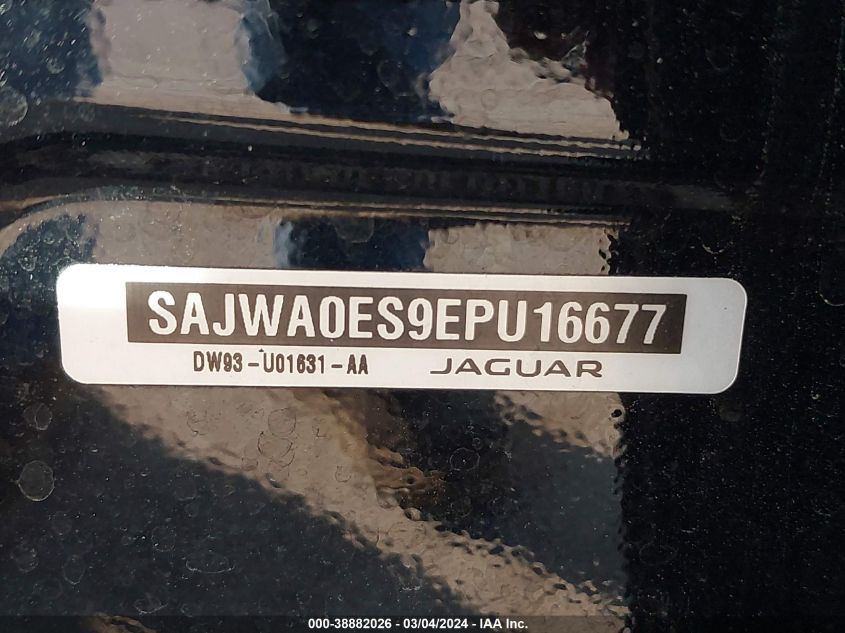 SAJWA0ES9EPU16677
DW93-U01631-AA JAGUAR
000-38882026 - 03/04/2024 - IAA Inc.